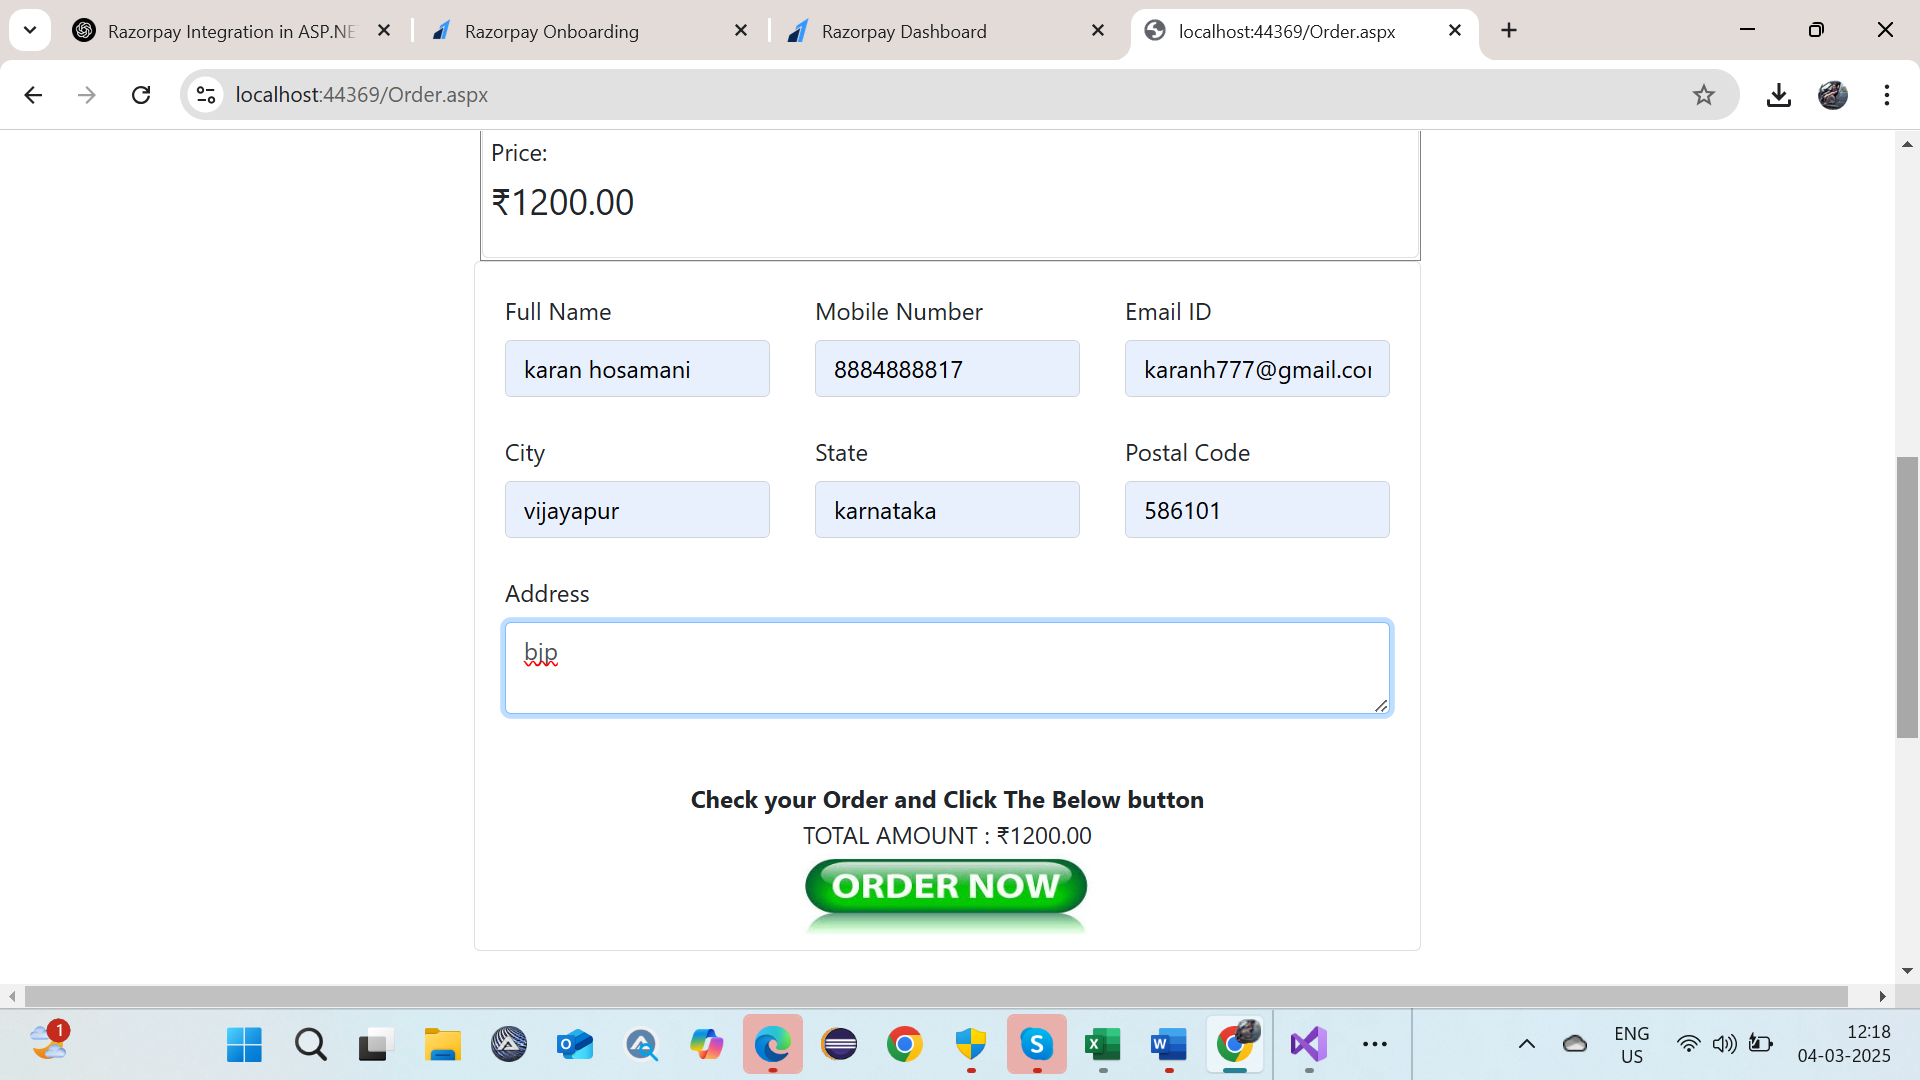 Razorpay Integration in ASP.NE
Razorpay Onboarding
Razorpay Dashboard
localhost:44369/Order.aspx
localhost:44369/Order.aspx
Price:
₹1200.00
Full Name
Mobile Number
Email ID
karan hosamani
8884888817
karanh777@gmail.co
City
State
Postal Code
vijayapur
karnataka
586101
Address
bjp
Check your Order and Click The Below button
TOTAL AMOUNT : ₹1200.00
ORDER NOW
1
ENG
US
12:18
04-03-2025